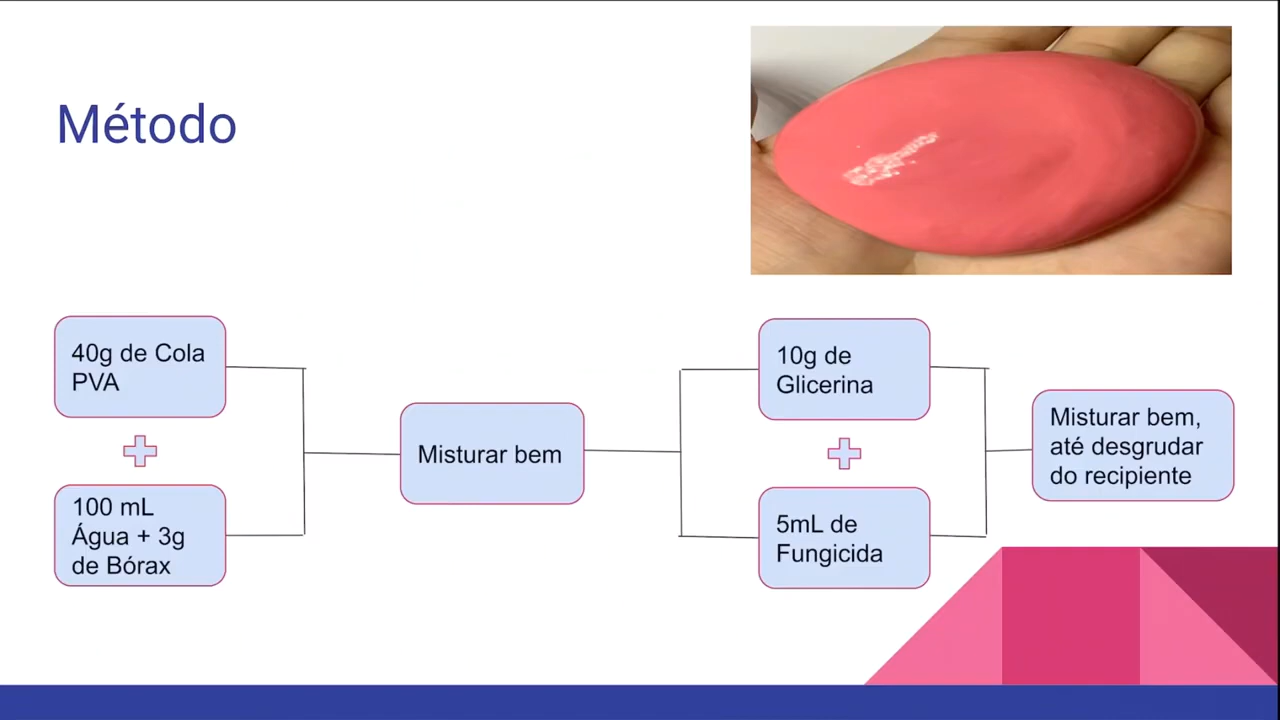 Método
40g de Cola
PVA
100 mL
Água + 3g
de Bórax
Misturar bem
10g de
Glicerina
5mL de
Fungicida
Misturar bem,
até desgrudar
do recipiente